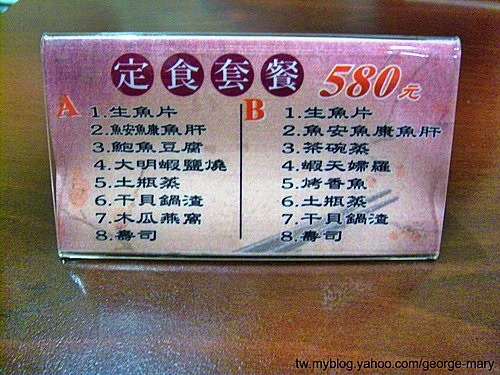 定食套餐 580元
A
1.生魚片
2.魚安魚康魚肝
3.鮑魚豆腐
4.大明蝦鹽燒
5.土瓶蒸
6.干貝鍋渣
7.木瓜燕窩
8.壽司
B
1.生魚片
2.魚安魚康魚肝
3.茶碗蒸
4.蝦天婦羅
5.烤香魚
6.土瓶蒸
7.干貝鍋渣
8.壽司
tw.myblog.yahoo.com/george-mary